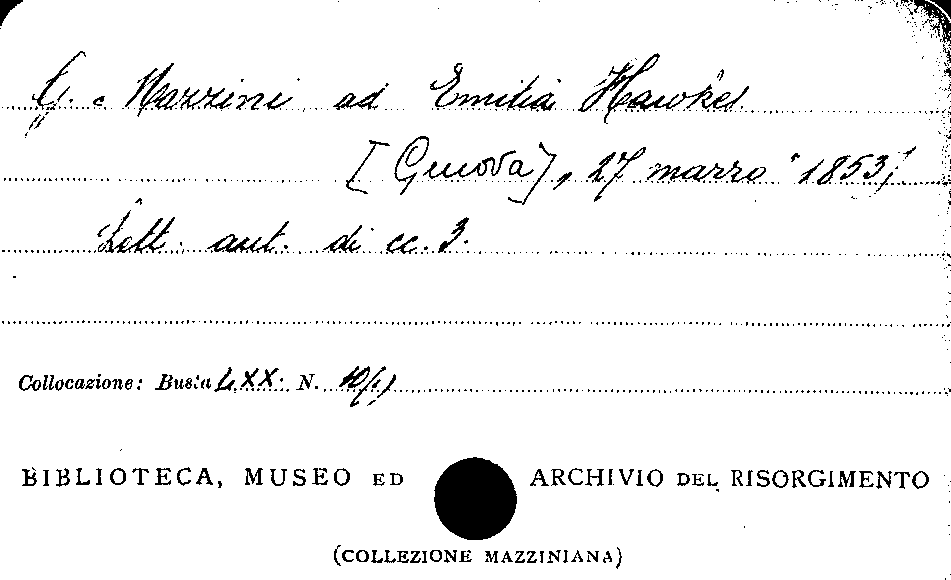 G. Mazzini ad Emilia Hawkes
[Genova], 27 marzo 1853,
Lett. aut. di cc. 3.
Collocazione: Busta LXX. N. 10(1)
BIBLIOTECA, MUSEO ED ARCHIVIO DEL RISORGIMENTO
(COLLEZIONE MAZZINIANA)